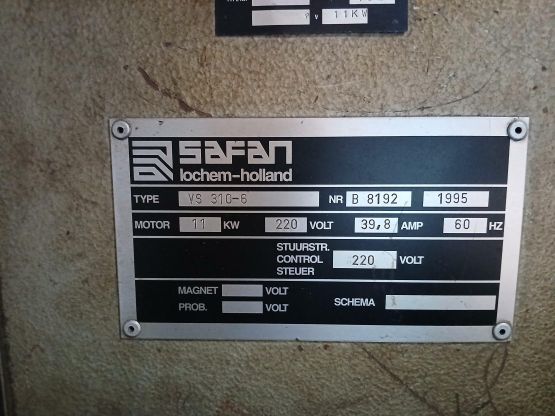 V 11KW
SAFAN
lochem-holland
TYPE VS 310-6 NR B 8192 1995
MOTOR 11 KW 220 VOLT 39,8 AMP 60 HZ
STUURSTR.
CONTROL 220 VOLT
STEUER
MAGNET VOLT
PROB. VOLT SCHEMA